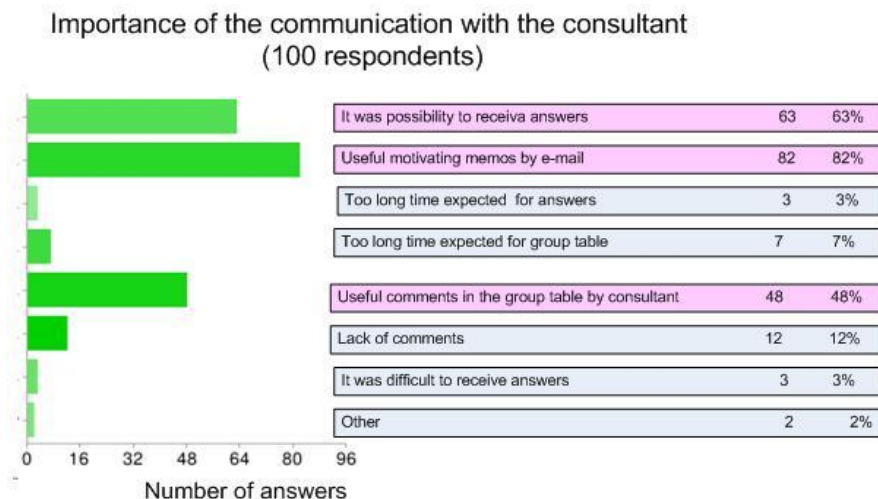 Importance of the communication with the consultant
(100 respondents)
It was possibility to receiva answers 63 63%
Useful motivating memos by e-mail 82 82%
Too long time expected for answers 3 3%
Too long time expected for group table 7 7%
Useful comments in the group table by consultant 48 48%
Lack of comments 12 12%
It was difficult to receive answers 3 3%
Other 2 2%
0 16 32 48 64 80 96
Number of answers